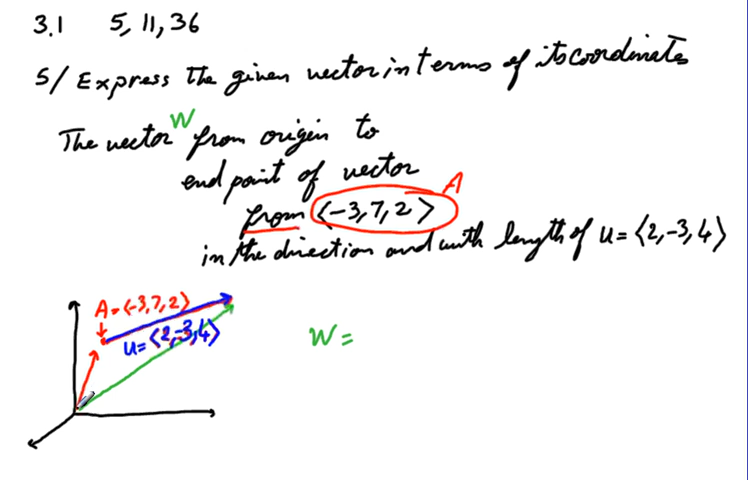 3.1 5, 11, 36
5/ Express the given vector in terms of its coordinates
The vector W from origin to
end point of vector
from ⟨-3, 7, 2⟩ A
in the direction and with length of u = ⟨2, -3, 4⟩
A = ⟨-3, 7, 2⟩
u = ⟨2, -3, 4⟩
W =